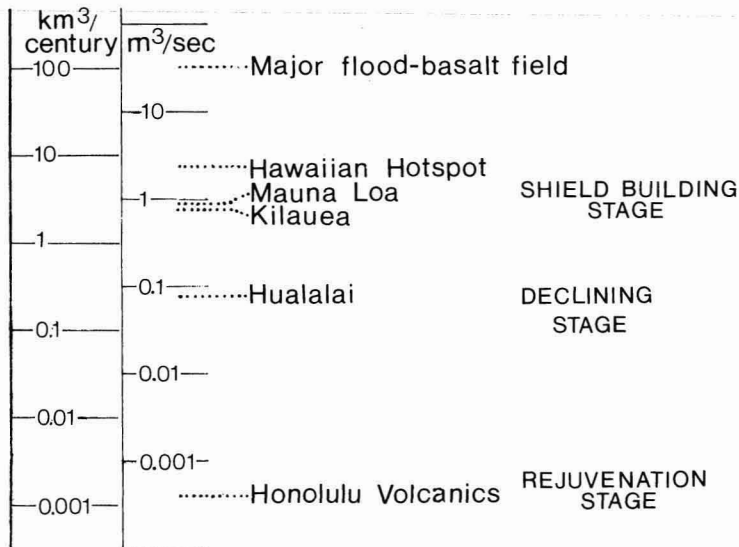 km³/
century
m³/sec
100
Major flood-basalt field
10
10
Hawaiian Hotspot
Mauna Loa
SHIELD BUILDING
STAGE
1
Kilauea
1
0.1
Hualalai
DECLINING
STAGE
0.1
0.01
0.01
0.001
Honolulu Volcanics
REJUVENATION
STAGE
0.001